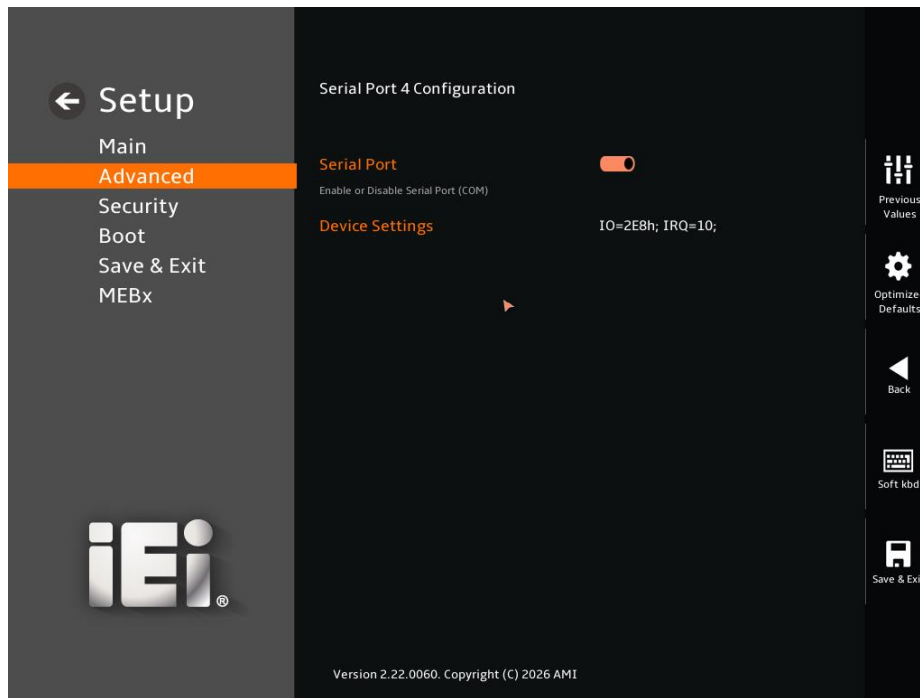 Setup
Main
Advanced
Security
Boot
Save & Exit
MEBx
iEi®
Serial Port 4 Configuration
Serial Port
Enable or Disable Serial Port (COM)
Device Settings IO=2E8h; IRQ=10;
Version 2.22.0060. Copyright (C) 2026 AMI
Previous
Values
Optimize
Defaults
Back
Soft kbd
Save & Exi